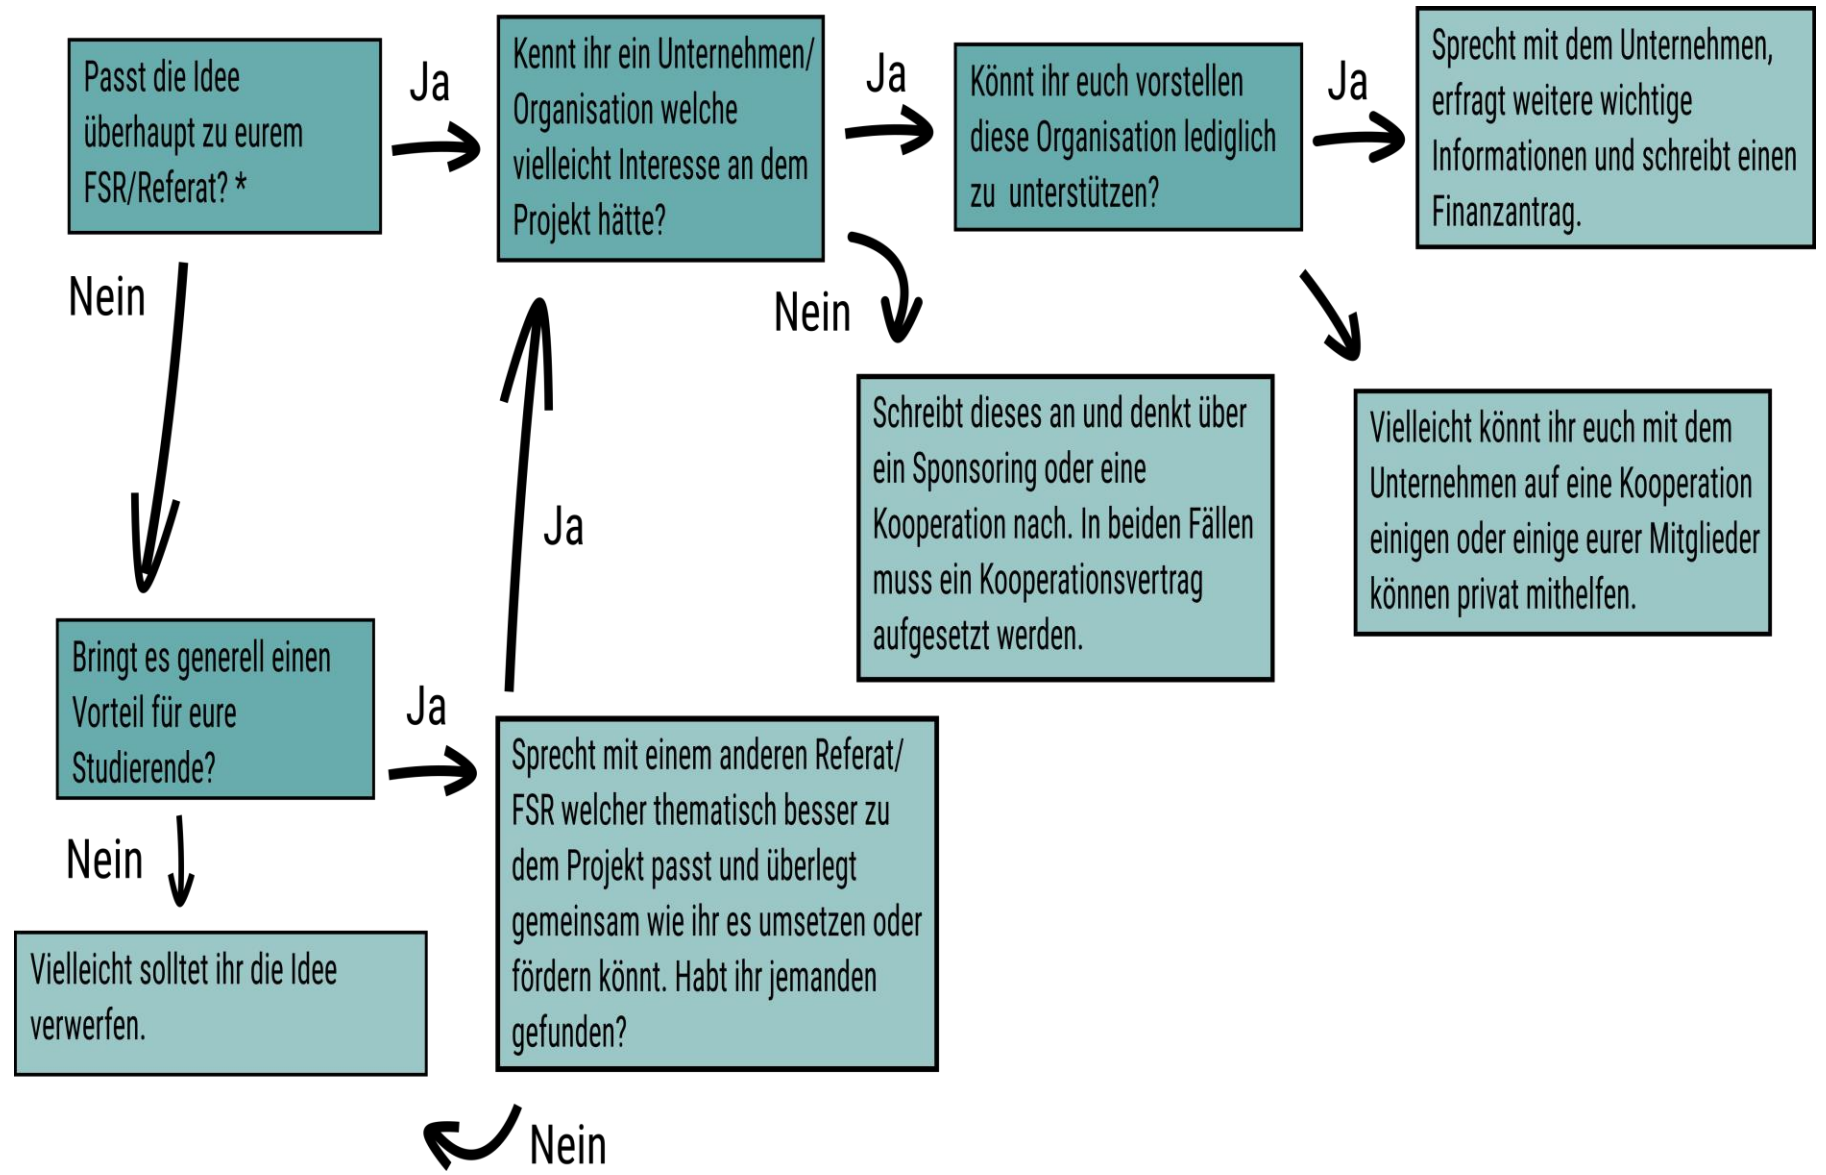 Passt die Idee
überhaupt zu eurem
FSR/Referat? *
Ja
Kennt ihr ein Unternehmen/
Organisation welche
vielleicht Interesse an dem
Projekt hätte?
Ja
Könnt ihr euch vorstellen
diese Organisation lediglich
zu unterstützen?
Ja
Sprecht mit dem Unternehmen,
erfragt weitere wichtige
Informationen und schreibt einen
Finanzantrag.
Nein
Nein
Schreibt dieses an und denkt über
ein Sponsoring oder eine
Kooperation nach. In beiden Fällen
muss ein Kooperationsvertrag
aufgesetzt werden.
Vielleicht könnt ihr euch mit dem
Unternehmen auf eine Kooperation
einigen oder einige eurer Mitglieder
können privat mithelfen.
Ja
Bringt es generell einen
Vorteil für eure
Studierende?
Ja
Sprecht mit einem anderen Referat/
FSR welcher thematisch besser zu
dem Projekt passt und überlegt
gemeinsam wie ihr es umsetzen oder
fördern könnt. Habt ihr jemanden
gefunden?
Nein
Vielleicht solltet ihr die Idee
verwerfen.
Nein